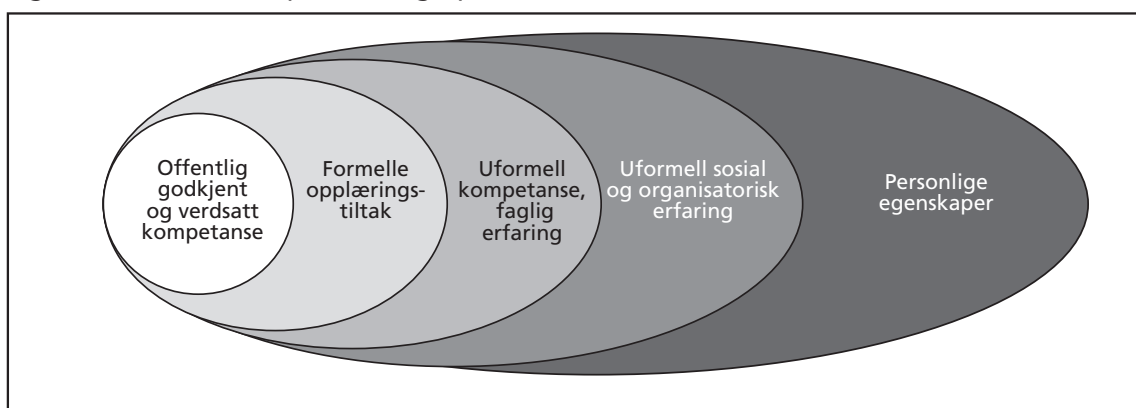 Offentlig
godkjent
og verdsatt
kompetanse
Formelle
opplærings-
tiltak
Uformell
kompetanse,
faglig
erfaring
Uformell sosial
og organisatorisk
erfaring
Personlige
egenskaper